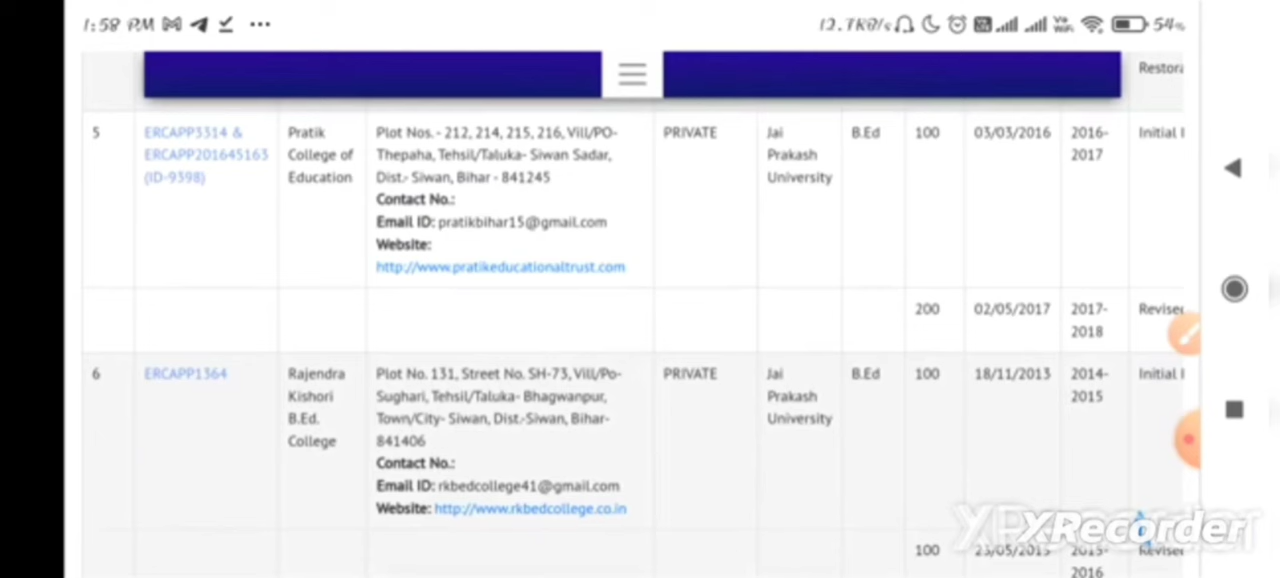 1:58 PM
12.7KB/s 54%
Restora
5 ERCAPP3314 & Pratik Plot Nos. - 212, 214, 215, 216, Vill/PO- PRIVATE Jai B.Ed 100 03/03/2016 2016- Initial
ERCAPP201645163 College of Thepaha, Tehsil/Taluka- Siwan Sadar, Prakash 2017
(ID-9398) Education Dist.- Siwan, Bihar - 841245 University
Contact No.:
Email ID: pratikbihar15@gmail.com
Website:
http://www.pratikeducationaltrust.com
200 02/05/2017 2017- Revised
2018
6 ERCAPP1364 Rajendra Plot No. 131, Street No. SH-73, Vill/Po- PRIVATE Jai B.Ed 100 18/11/2013 2014- Initial
Kishori Sughari, Tehsil/Taluka- Bhagwanpur, Prakash 2015
B.Ed. Town/City- Siwan, Dist.-Siwan, Bihar- University
College 841406
Contact No.:
Email ID: rkbedcollege41@gmail.com
Website: http://www.rkbedcollege.co.in
XRecorder
100 23/05/2015 2015- Revised
2016